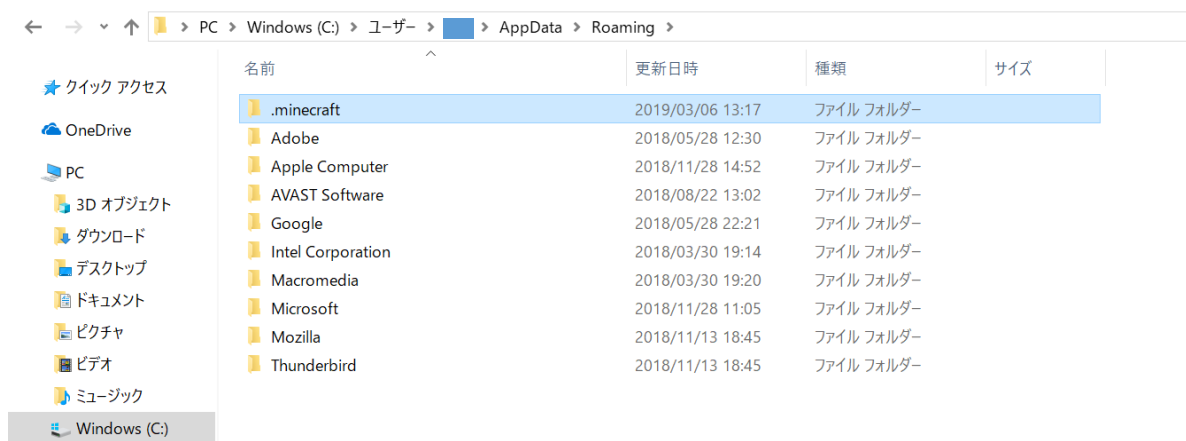 PC > Windows (C:) > ユーザー > > AppData > Roaming >
名前 更新日時 種類 サイズ
クイック アクセス
OneDrive
PC
3D オブジェクト
ダウンロード
デスクトップ
ドキュメント
ピクチャ
ビデオ
ミュージック
Windows (C:)
.minecraft 2019/03/06 13:17 ファイル フォルダー
Adobe 2018/05/28 12:30 ファイル フォルダー
Apple Computer 2018/11/28 14:52 ファイル フォルダー
AVAST Software 2018/08/22 13:02 ファイル フォルダー
Google 2018/05/28 22:21 ファイル フォルダー
Intel Corporation 2018/03/30 19:14 ファイル フォルダー
Macromedia 2018/03/30 19:20 ファイル フォルダー
Microsoft 2018/11/28 11:05 ファイル フォルダー
Mozilla 2018/11/13 18:45 ファイル フォルダー
Thunderbird 2018/11/13 18:45 ファイル フォルダー